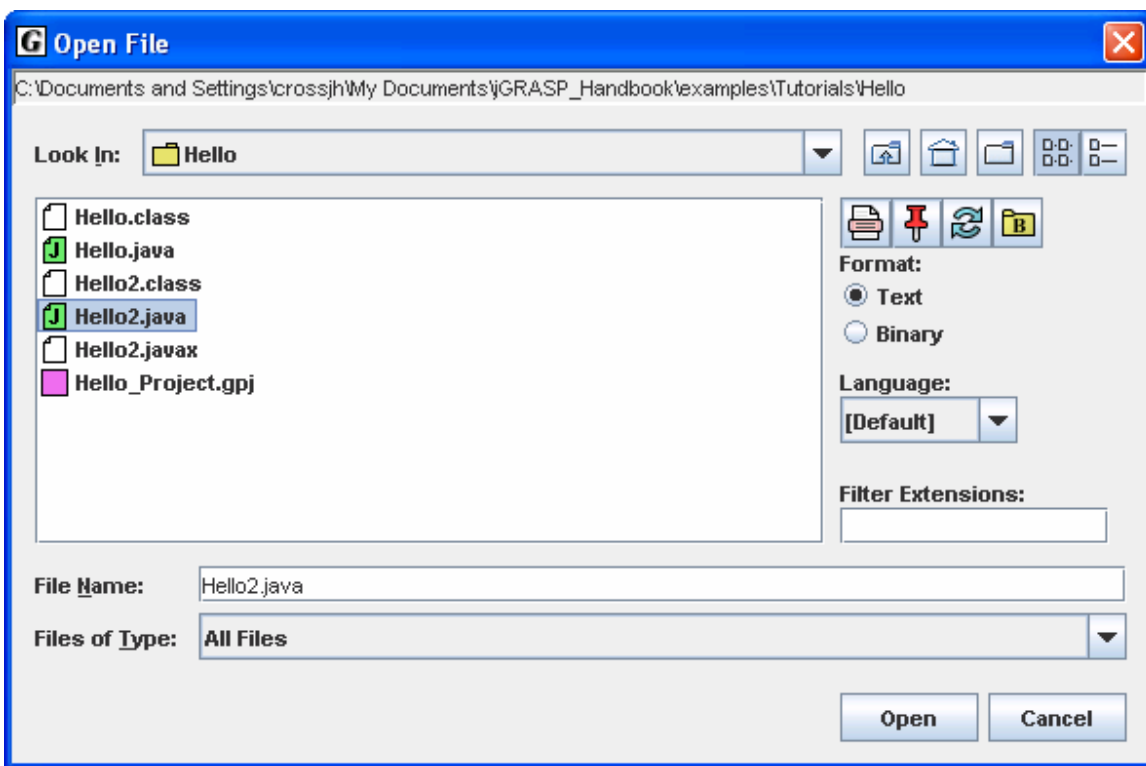 G Open File
C:\Documents and Settings\crossjh\My Documents\jGRASP_Handbook\examples\Tutorials\Hello
Look In: Hello
Hello.class
J Hello.java
Hello2.class
J Hello2.java
Hello2.javax
Hello_Project.gpj
B
Format:
Text
Binary
Language:
[Default]
Filter Extensions:
File Name: Hello2.java
Files of Type: All Files
Open Cancel